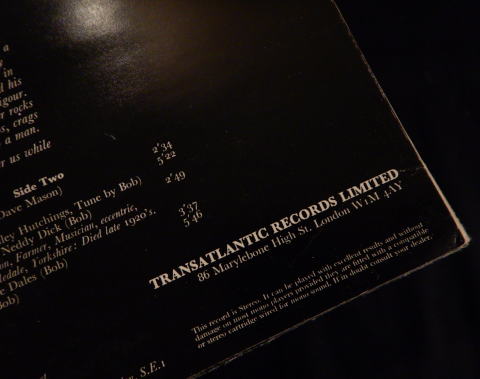 a
in
d his
igour.
r rocks
s, crags
a man.
r us while
Side Two
Dave Mason) 2'34
5'22
ley Hutchings, Tune by Bob) 2'49
Neddy Dick (Bob)
Farmer, Musician, eccentric,
ledale, Yorkshire: Died late 1920's. 3'37
e Dales (Bob) 5'46
Bob)
TRANSATLANTIC RECORDS LIMITED
86 Marylebone High St. London W1M 4AY
This record is Stereo. It can be played with excellent results and without
damage on most mono players provided they are fitted with a compatible
or stereo cartridge wired for mono sound. If in doubt consult your dealer.
S.E.1